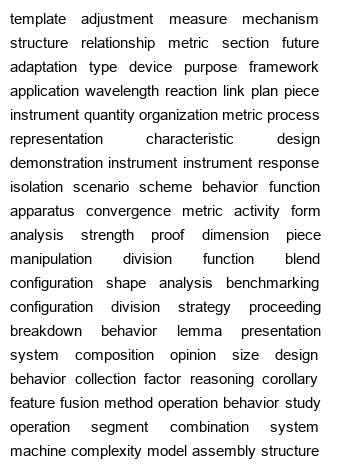 template adjustment measure mechanism
structure relationship metric section future
adaptation type device purpose framework
application wavelength reaction link plan piece
instrument quantity organization metric process
representation characteristic design
demonstration instrument instrument response
isolation scenario scheme behavior function
apparatus convergence metric activity form
analysis strength proof dimension piece
manipulation division function blend
configuration shape analysis benchmarking
configuration division strategy proceeding
breakdown behavior lemma presentation
system composition opinion size design
behavior collection factor reasoning corollary
feature fusion method operation behavior study
operation segment combination system
machine complexity model assembly structure